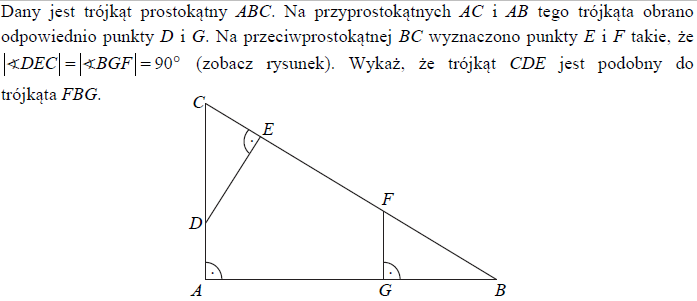 Dany jest trójkąt prostokątny ABC. Na przyprostokątnych AC i AB tego trójkąta obrano
odpowiednio punkty D i G. Na przeciwprostokątnej BC wyznaczono punkty E i F takie, że
|∢DEC|=|∢BGF|=90° (zobacz rysunek). Wykaż, że trójkąt CDE jest podobny do
trójkąta FBG.
C
E
F
D
A
G
B